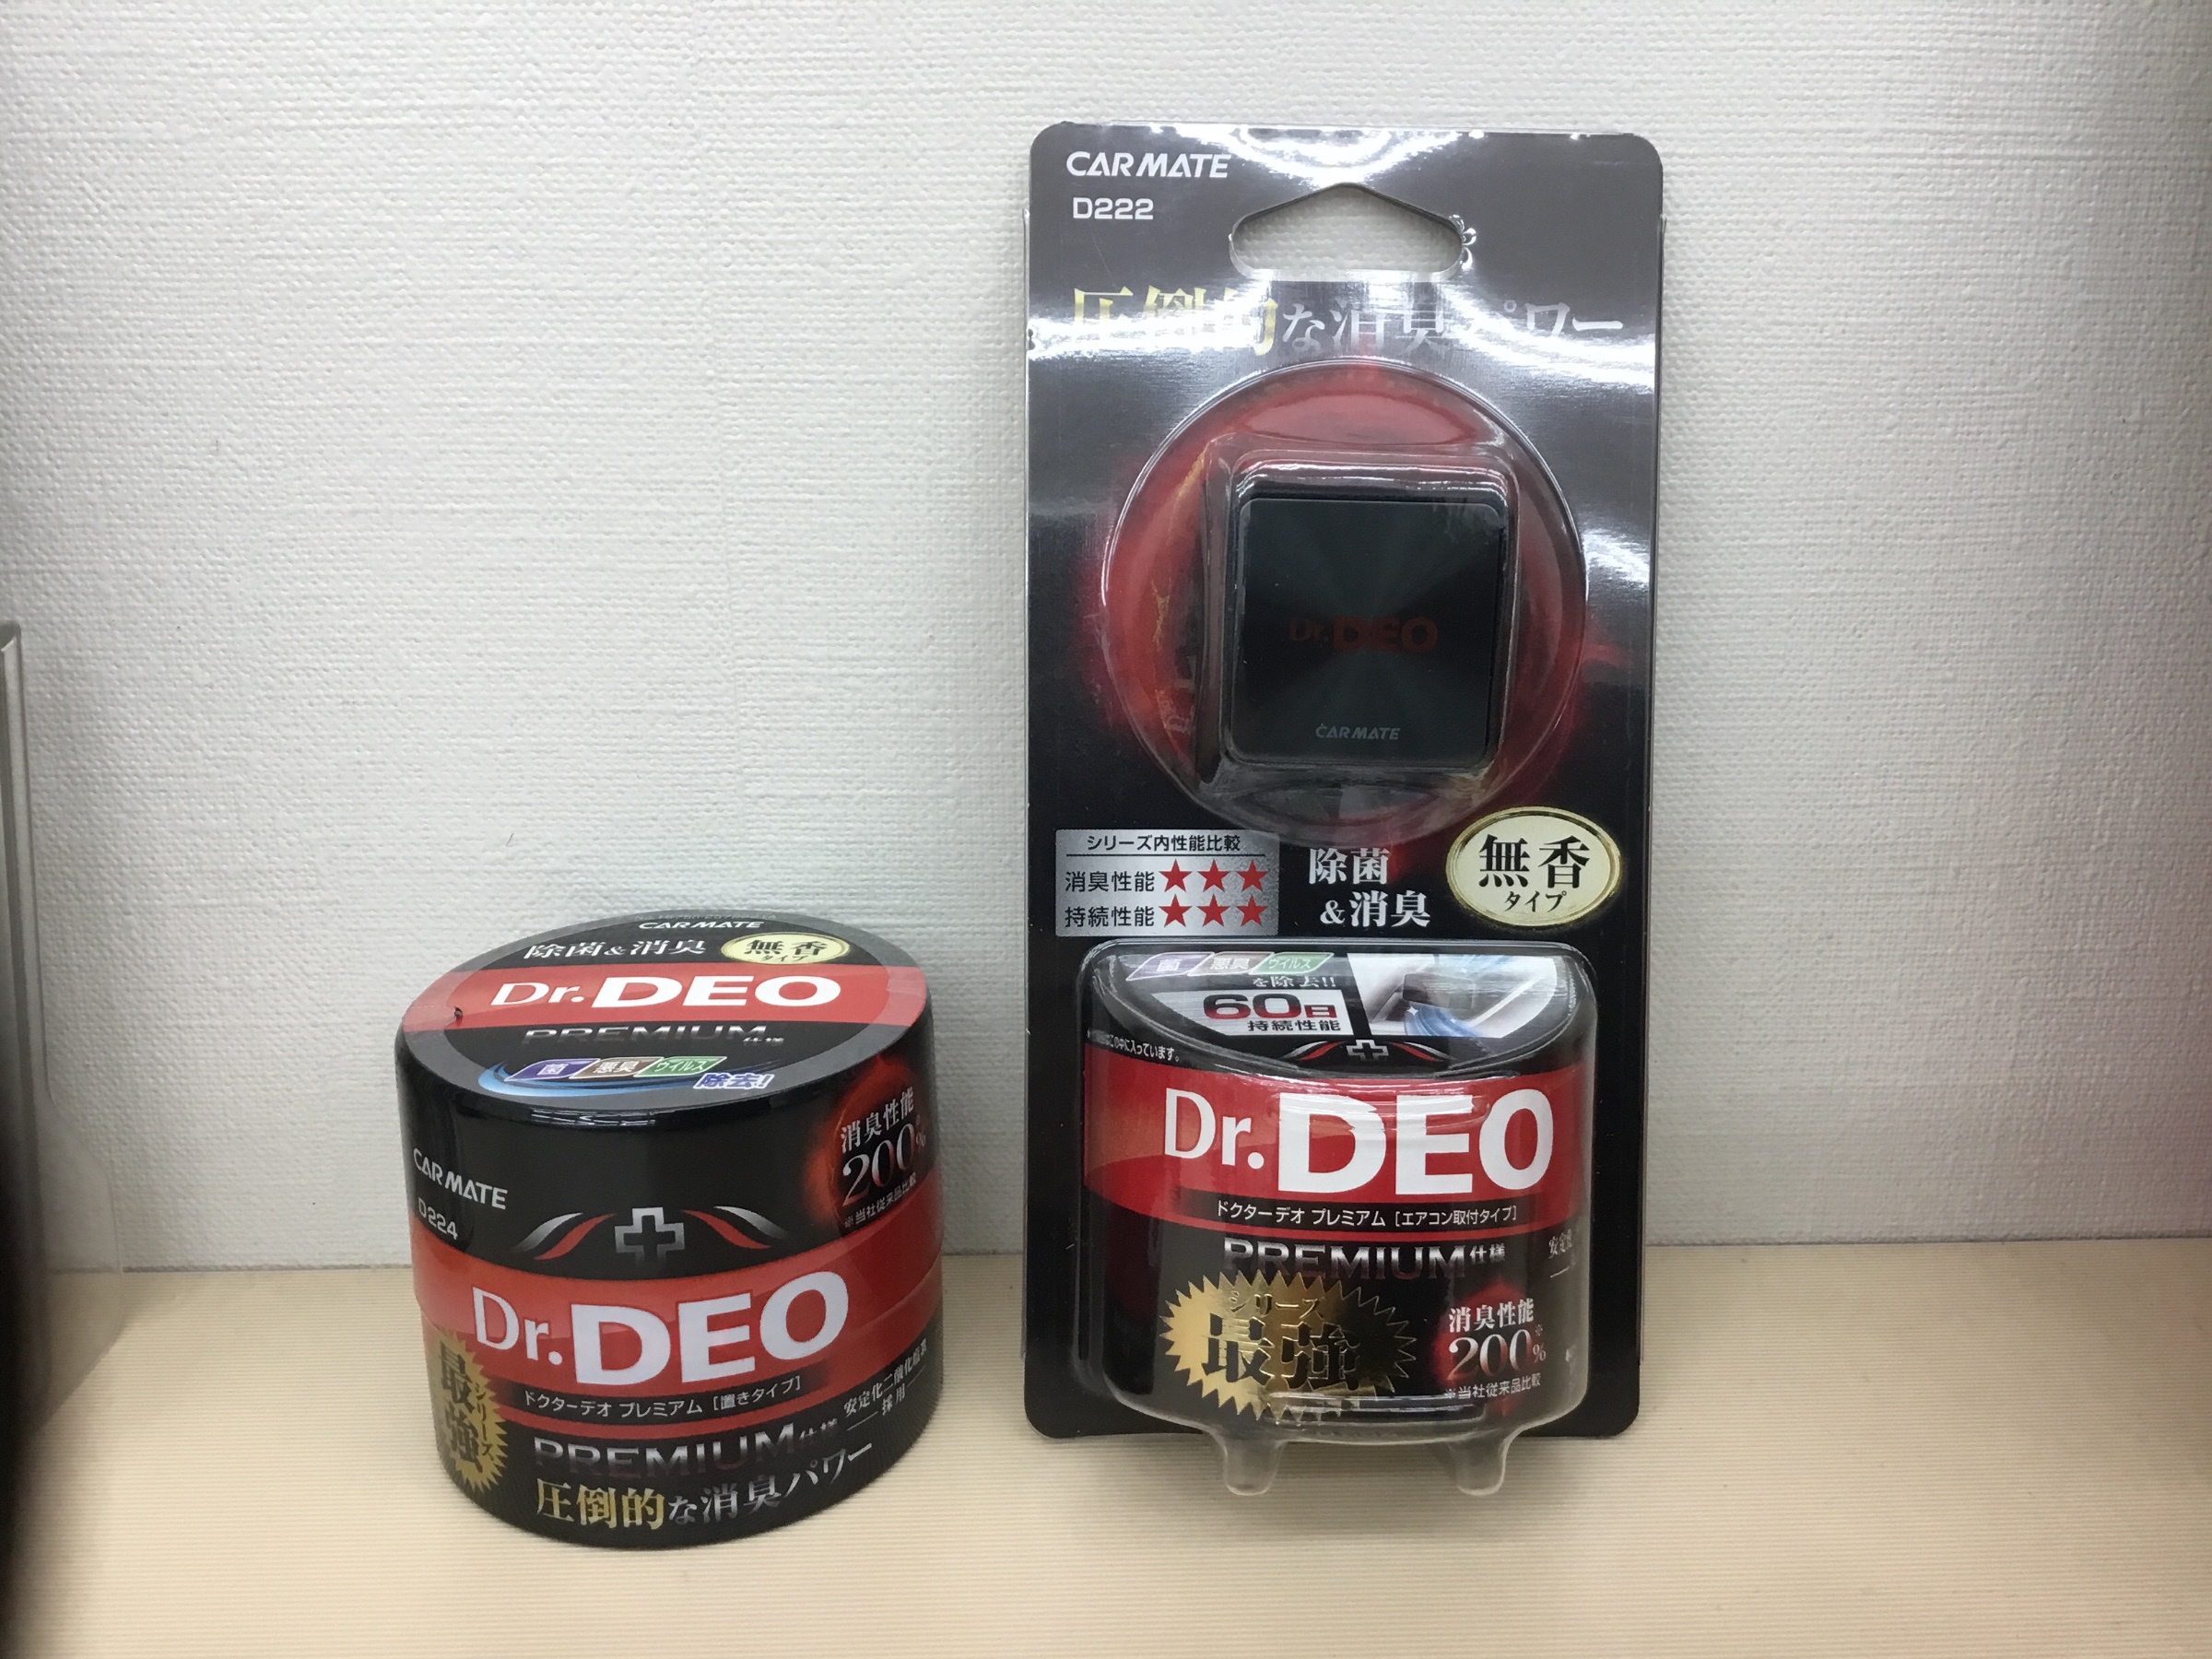 CARMATE
除菌&消臭
無香
タイプ
Dr.DEO
PREMIUM仕様
菌 悪臭 ウイルス 除去!
消臭性能
200%
※当社従来品比較
CARMATE
D224
Dr.DEO
ドクターデオ プレミアム [置きタイプ]
シリーズ
最強
PREMIUM仕様
安定化二酸化塩素
採用
圧倒的な消臭パワー
CARMATE
D222
圧倒的な消臭パワー
Dr.DEO
CARMATE
シリーズ内性能比較
消臭性能★★★
持続性能★★★
除菌
&消臭
無香
タイプ
菌 悪臭 ウイルス
を除去!!
60日
持続性能
この中に入っています。
Dr.DEO
ドクターデオ プレミアム [エアコン取付タイプ]
PREMIUM仕様
シリーズ
最強
消臭性能
200%※
※当社従来品比較